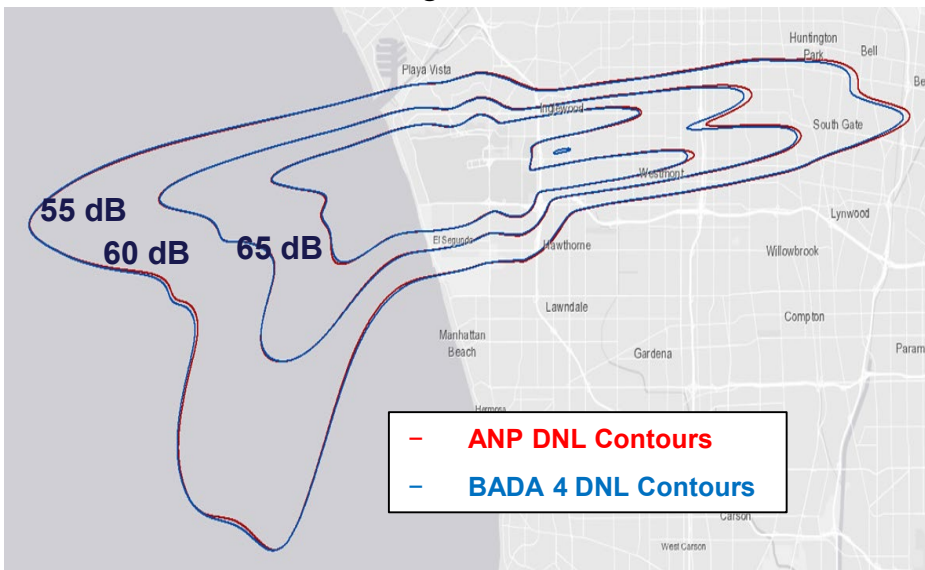 Huntington
Park
Bell
Playa Vista
Inglewood
South Gate
Westmont
Lynwood
55 dB
60 dB
65 dB
El Segundo
Hawthorne
Willowbrook
Lawndale
Compton
Manhattan
Beach
Gardena
Param
Hermosa
– ANP DNL Contours
– BADA 4 DNL Contours
Carson
West Carson